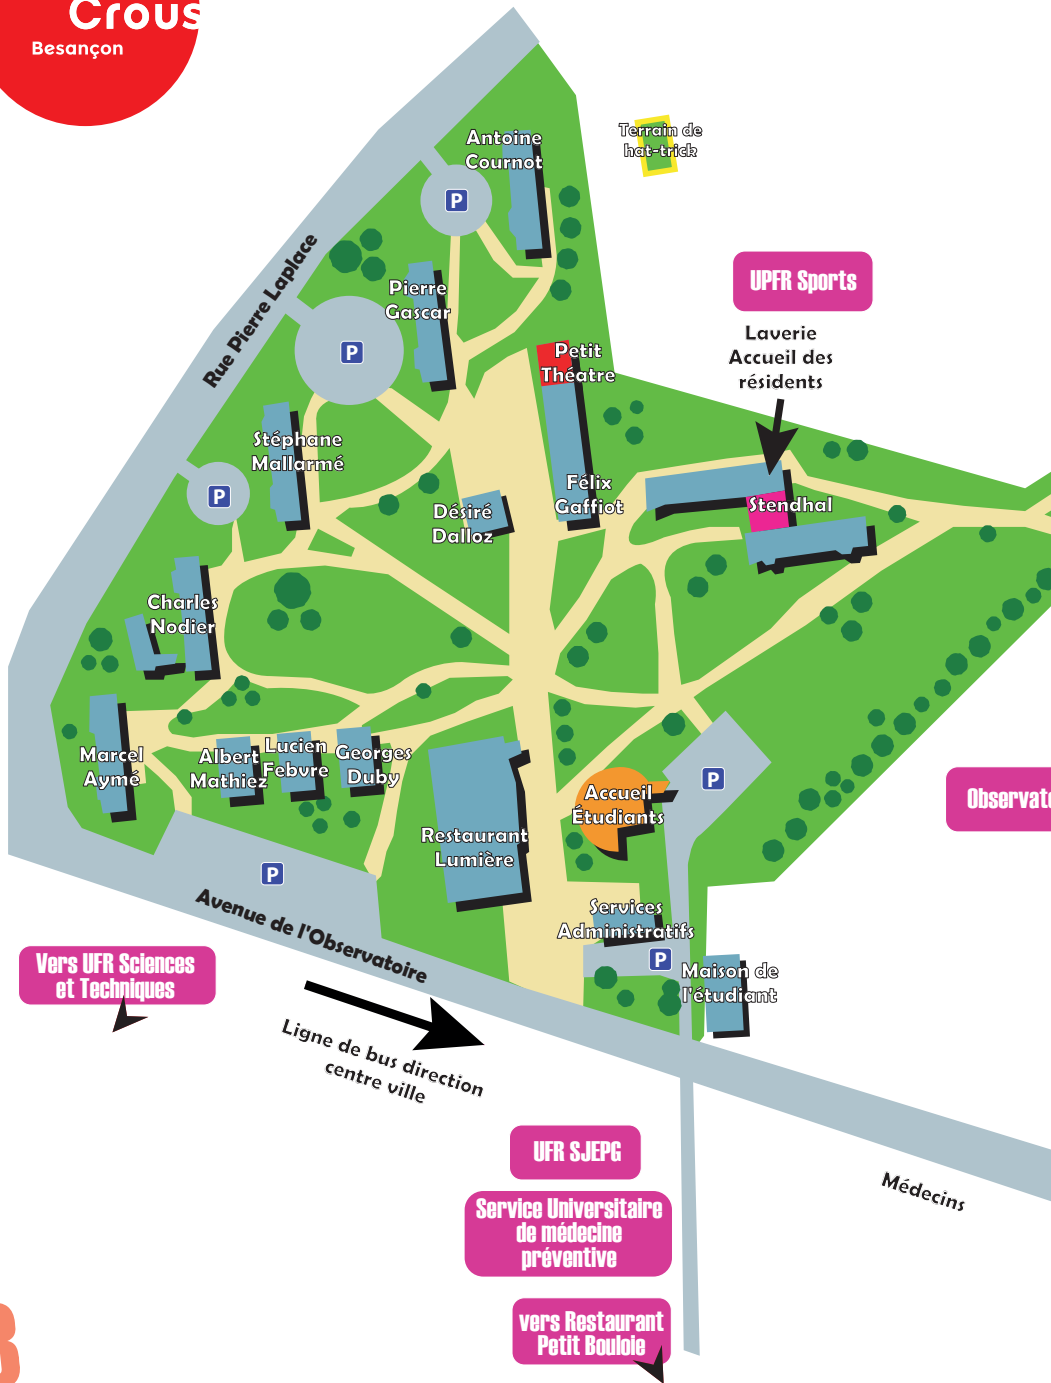 Crous
Besançon
Antoine
Cournot
Terrain de
hat-trick
P
Rue Pierre Laplace
Pierre
Gascar
UPFR Sports
Laverie
Accueil des
résidents
P
Petit
Théatre
Stéphane
Mallarmé
P
Félix
Gaffiot
Stendhal
Désiré
Dalloz
Charles
Nodier
Marcel
Aymé
Albert
Mathiez
Lucien
Febvre
Georges
Duby
P
Accueil
Étudiants
Observato
Restaurant
Lumière
P
Avenue de l'Observatoire
Services
Administratifs
P
Maison de
l'étudiant
Vers UFR Sciences
et Techniques
Ligne de bus direction
centre ville
UFR SJEPG
Service Universitaire
de médecine
préventive
Médecins
vers Restaurant
Petit Bouloie